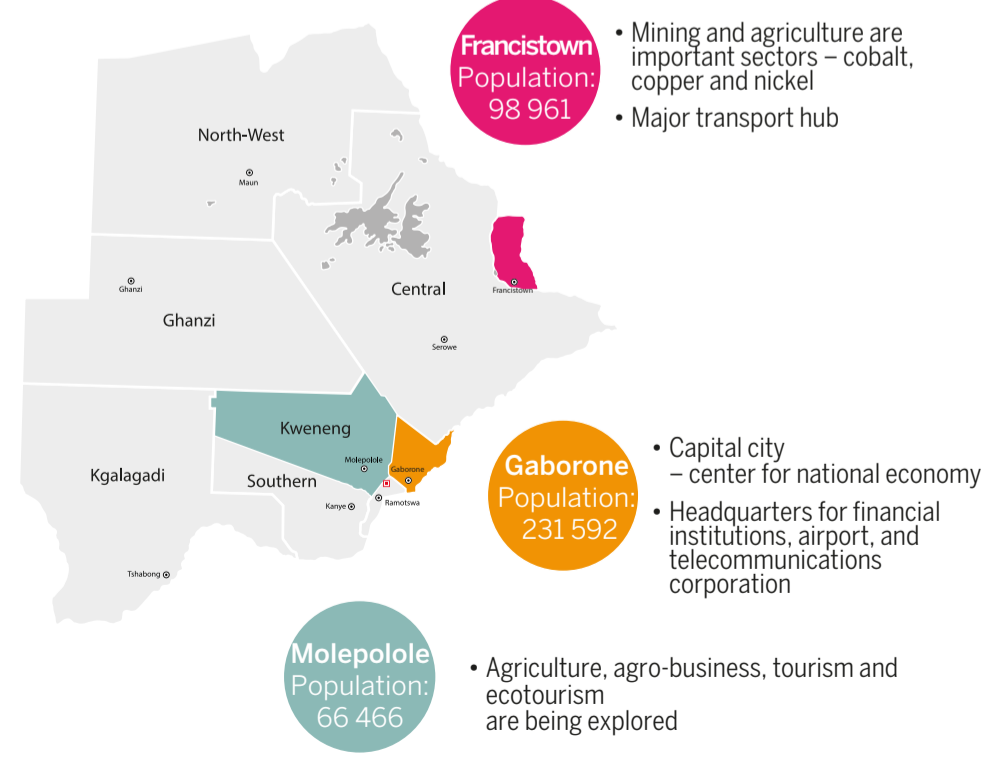 Francistown
Population:
98 961
• Mining and agriculture are
important sectors – cobalt,
copper and nickel
• Major transport hub
North-West
Maun
Ghanzi
Ghanzi
Central
Francistown
Serowe
Kweneng
Molepolole
Gaborone
Kgalagadi
Southern
Kanye
Ramotswa
Tshabong
Gaborone
Population:
231 592
• Capital city
– center for national economy
• Headquarters for financial
institutions, airport, and
telecommunications
corporation
Molepolole
Population:
66 466
• Agriculture, agro-business, tourism and
ecotourism
are being explored